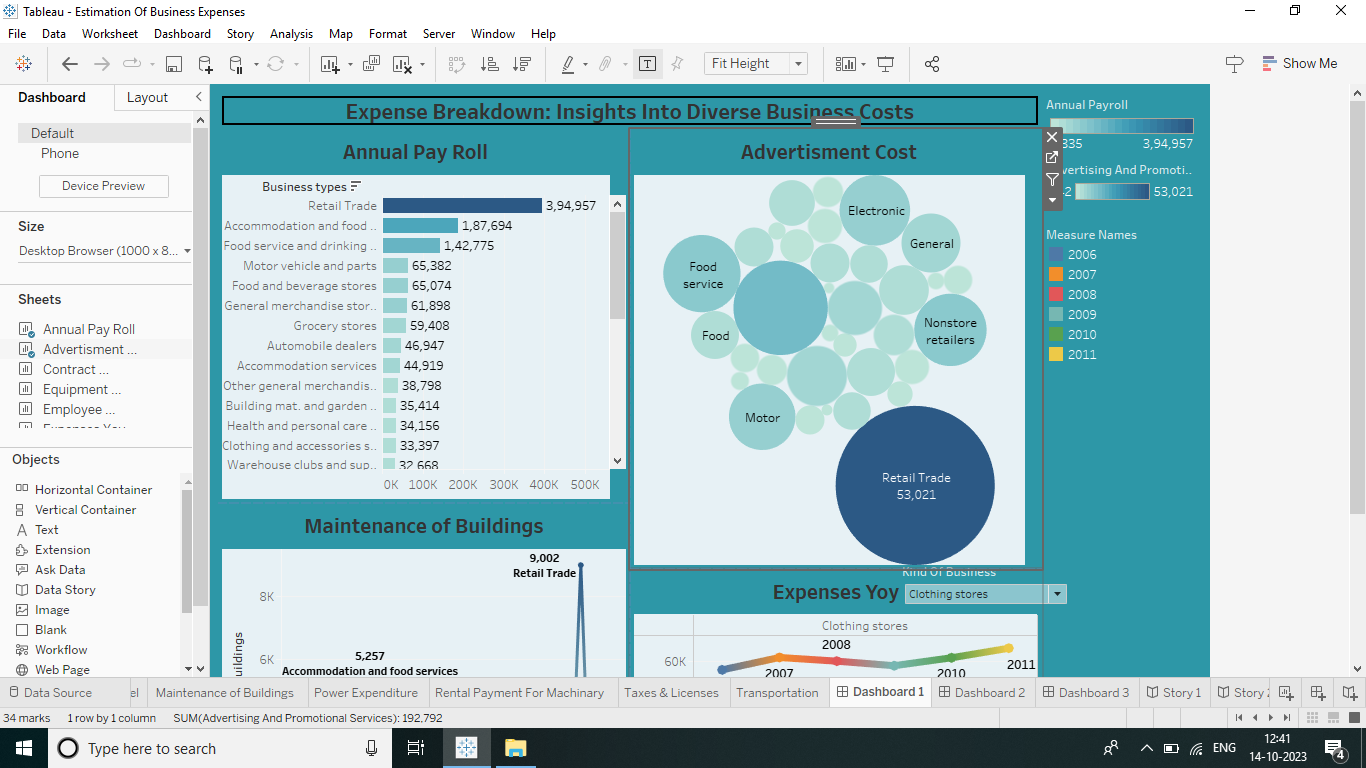 Tableau - Estimation Of Business Expenses
File Data Worksheet Dashboard Story Analysis Map Format Server Window Help
T Fit Height Show Me
Dashboard Layout
Default
Phone
Device Preview
Size
Desktop Browser (1000 x 8...
Sheets
Annual Pay Roll
Advertisment ...
Contract ...
Equipment ...
Employee ...
Objects
Horizontal Container
Vertical Container
A Text
Extension
Ask Data
Data Story
Image
Blank
Workflow
Web Page
Expense Breakdown: Insights Into Diverse Business Costs
Annual Pay Roll
Business types
Retail Trade 3,94,957
Accommodation and food .. 1,87,694
Food service and drinking .. 1,42,775
Motor vehicle and parts 65,382
Food and beverage stores 65,074
General merchandise stor.. 61,898
Grocery stores 59,408
Automobile dealers 46,947
Accommodation services 44,919
Other general merchandis.. 38,798
Building mat. and garden .. 35,414
Health and personal care .. 34,156
Clothing and accessories s.. 33,397
Warehouse clubs and sup.. 32,668
0K 100K 200K 300K 400K 500K
Advertisment Cost
Electronic
General
Food
service
Nonstore
retailers
Food
Motor
Retail Trade
53,021
Annual Payroll
335 3,94,957
vertising And Promoti..
2 53,021
Measure Names
2006
2007
2008
2009
2010
2011
Maintenance of Buildings
9,002
Retail Trade
8K
5,257
Accommodation and food services
6K
uildings
Kind Of Business
Expenses Yoy
Clothing stores
Clothing stores
2008
60K
2007
2010
2011
Data Source el Maintenance of Buildings Power Expenditure Rental Payment For Machinary Taxes & Licenses Transportation Dashboard 1 Dashboard 2 Dashboard 3 Story 1 Story
34 marks 1 row by 1 column SUM(Advertising And Promotional Services): 192,792
Type here to search
ENG
12:41
14-10-2023
4